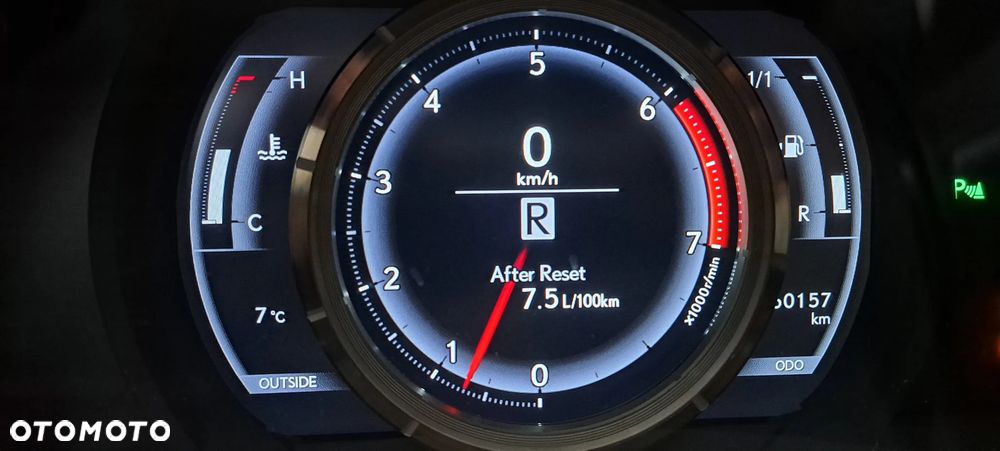 H
C
7°C
OUTSIDE
0
1
2
3
4
5
6
7
x1000r/min
0
km/h
R
After Reset
7.5 L/100km
1/1
R
0157
km
ODO
P
OTOMOTO